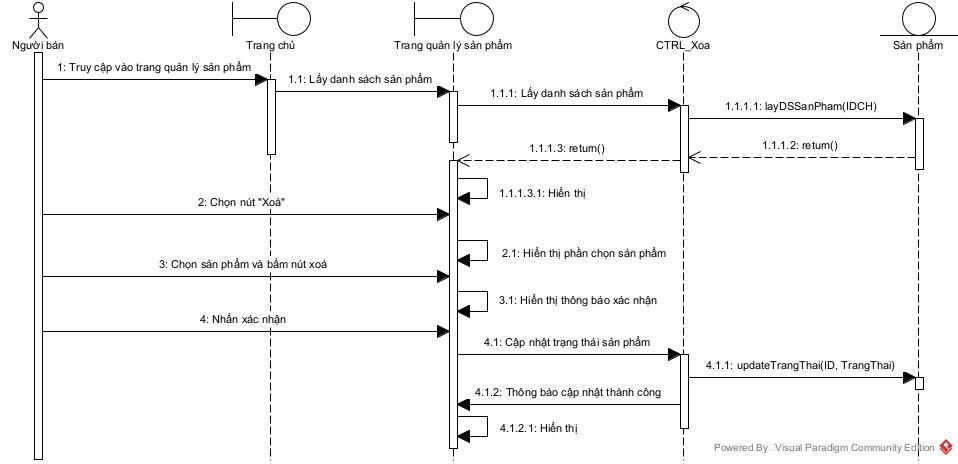 Người bán
Trang chủ
Trang quản lý sản phẩm
CTRL_Xoa
Sản phẩm
1: Truy cập vào trang quản lý sản phẩm
1.1: Lấy danh sách sản phẩm
1.1.1: Lấy danh sách sản phẩm
1.1.1.1: layDSSanPham(IDCH)
1.1.1.2: return()
1.1.1.3: return()
1.1.1.3.1: Hiển thị
2: Chọn nút "Xoá"
2.1: Hiển thị phần chọn sản phẩm
3: Chọn sản phẩm và bấm nút xoá
3.1: Hiển thị thông báo xác nhận
4: Nhấn xác nhận
4.1: Cập nhật trạng thái sản phẩm
4.1.1: updateTrangThai(ID, TrangThai)
4.1.2: Thông báo cập nhật thành công
4.1.2.1: Hiển thị
Powered By Visual Paradigm Community Edition